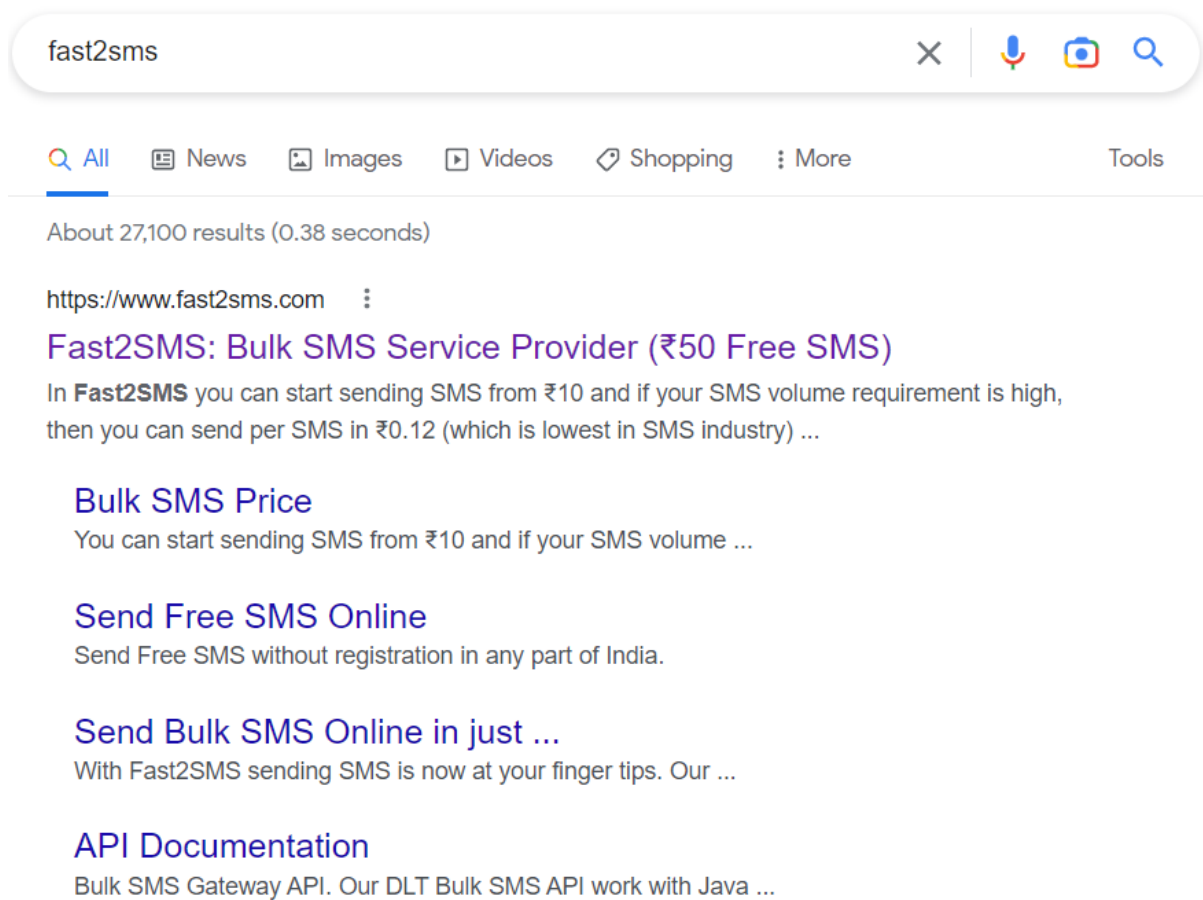 fast2sms
All News Images Videos Shopping More Tools
About 27,100 results (0.38 seconds)
https://www.fast2sms.com
Fast2SMS: Bulk SMS Service Provider (₹50 Free SMS)
In Fast2SMS you can start sending SMS from ₹10 and if your SMS volume requirement is high,
then you can send per SMS in ₹0.12 (which is lowest in SMS industry) ...
Bulk SMS Price
You can start sending SMS from ₹10 and if your SMS volume ...
Send Free SMS Online
Send Free SMS without registration in any part of India.
Send Bulk SMS Online in just ...
With Fast2SMS sending SMS is now at your finger tips. Our ...
API Documentation
Bulk SMS Gateway API. Our DLT Bulk SMS API work with Java ...